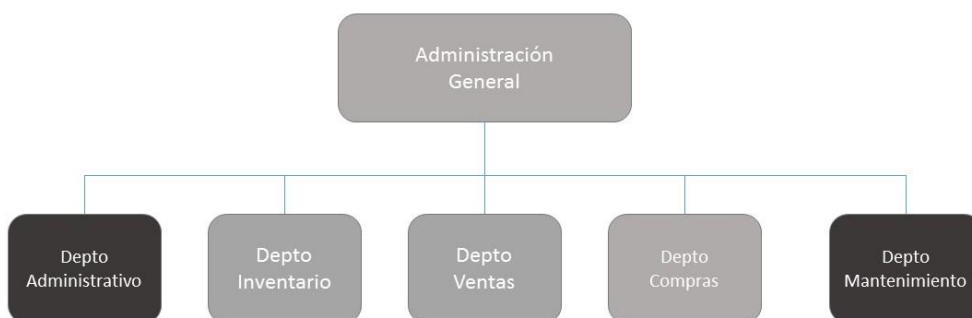 Administración
General
Depto
Administrativo
Depto
Inventario
Depto
Ventas
Depto
Compras
Depto
Mantenimiento